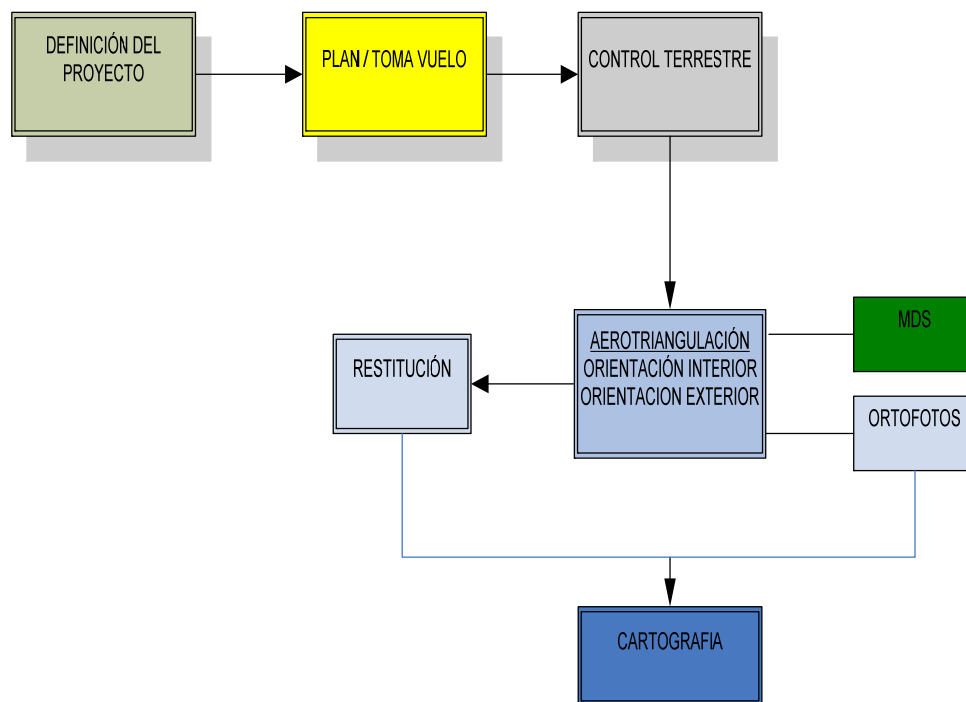 DEFINICIÓN DEL
PROYECTO
PLAN / TOMA VUELO
CONTROL TERRESTRE
AEROTRIANGULACIÓN
ORIENTACIÓN INTERIOR
ORIENTACION EXTERIOR
MDS
RESTITUCIÓN
ORTOFOTOS
CARTOGRAFIA